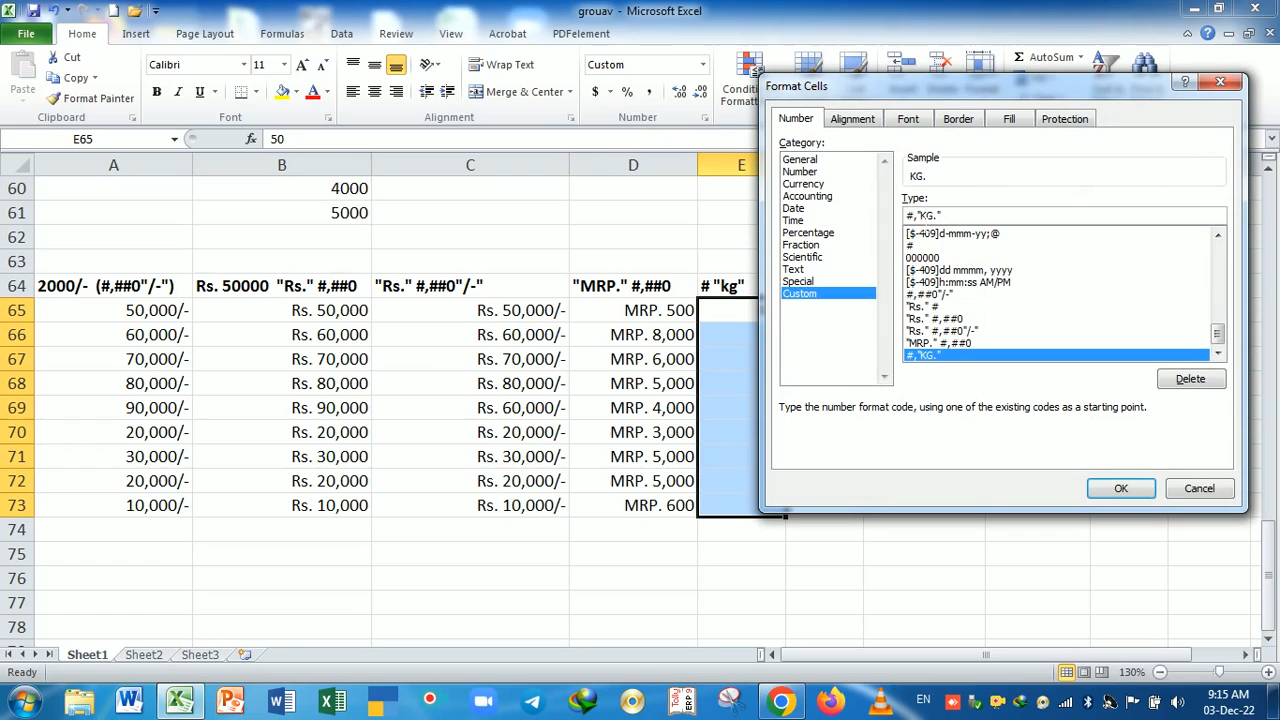 grouav - Microsoft Excel
File Home Insert Page Layout Formulas Data Review View Acrobat PDFelement
Paste
Cut
Copy
Format Painter
Clipboard
Calibri 11
B I U
Font
Wrap Text
Merge & Center
Alignment
Custom
$ % ,
Number
Condi
Formatt
AutoSum
E65 fx 50
A B C D E
60 4000
61 5000
62
63
64 2000/- (#,##0"/-") Rs. 50000 "Rs." #,##0 "Rs." #,##0"/-" "MRP." #,##0 # "kg"
65 50,000/- Rs. 50,000 Rs. 50,000/- MRP. 500
66 60,000/- Rs. 60,000 Rs. 60,000/- MRP. 8,000
67 70,000/- Rs. 70,000 Rs. 70,000/- MRP. 6,000
68 80,000/- Rs. 80,000 Rs. 80,000/- MRP. 5,000
69 90,000/- Rs. 90,000 Rs. 60,000/- MRP. 4,000
70 20,000/- Rs. 20,000 Rs. 20,000/- MRP. 3,000
71 30,000/- Rs. 30,000 Rs. 30,000/- MRP. 5,000
72 20,000/- Rs. 20,000 Rs. 20,000/- MRP. 5,000
73 10,000/- Rs. 10,000 Rs. 10,000/- MRP. 600
74
75
76
77
78
Format Cells
Number Alignment Font Border Fill Protection
Category:
General
Number
Currency
Accounting
Date
Time
Percentage
Fraction
Scientific
Text
Special
Custom
Sample
KG.
Type:
#,"KG."
[$-409]d-mmm-yy;@
#
000000
[$-409]dd mmmm, yyyy
[$-409]h:mm:ss AM/PM
#,##0"/-"
"Rs." #
"Rs." #,##0
"Rs." #,##0"/-"
"MRP." #,##0
#,"KG."
Delete
Type the number format code, using one of the existing codes as a starting point.
OK Cancel
Sheet1 Sheet2 Sheet3
Ready 130%
EN
9:15 AM
03-Dec-22